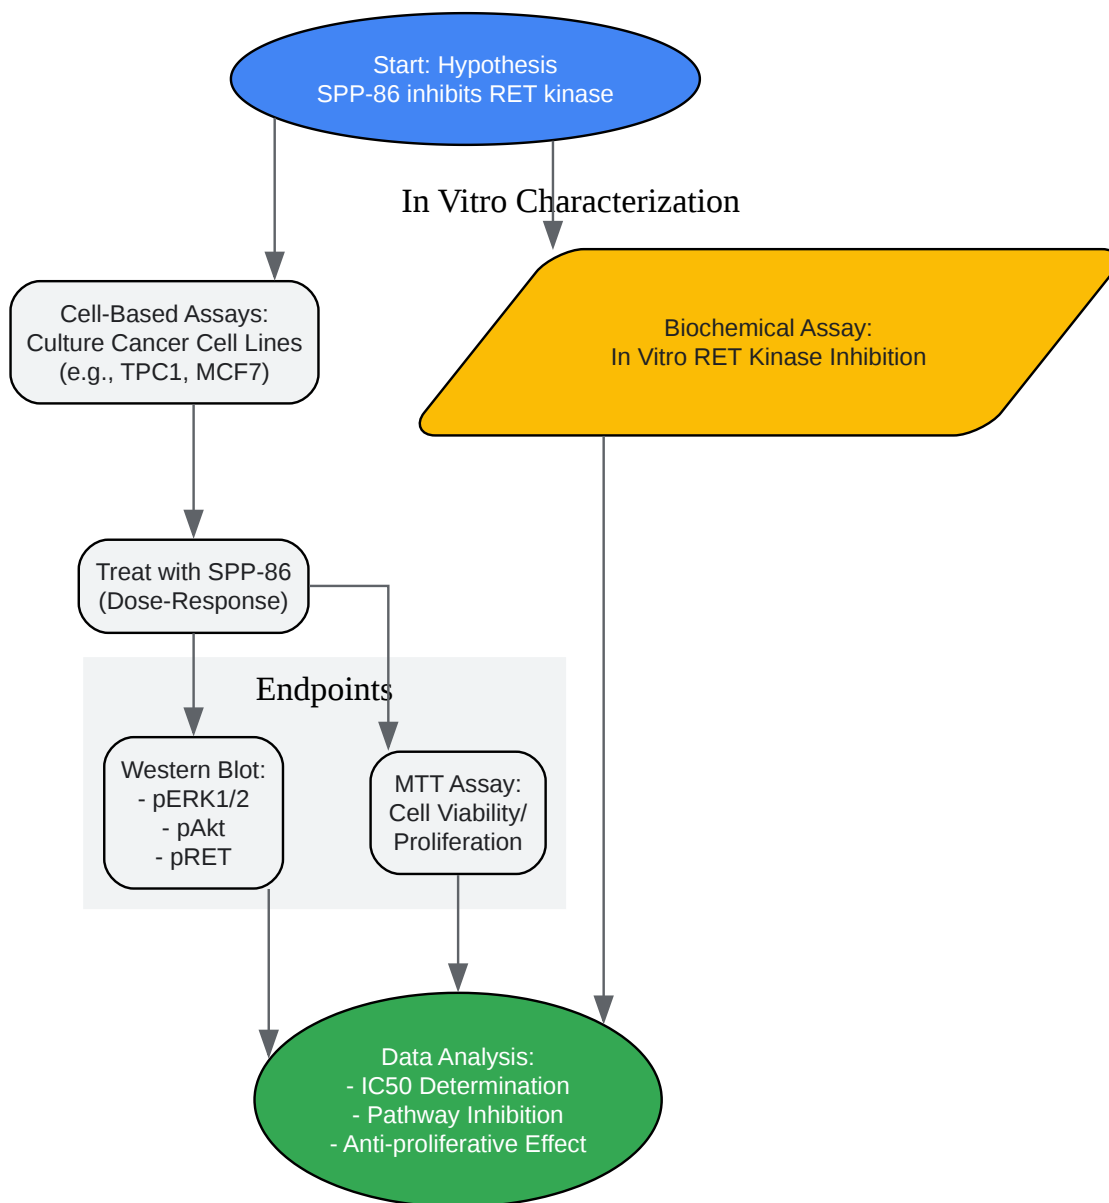 Start: Hypothesis
SPP-86 inhibits RET kinase
In Vitro Characterization
Cell-Based Assays:
Culture Cancer Cell Lines
(e.g., TPC1, MCF7)
Biochemical Assay:
In Vitro RET Kinase Inhibition
Treat with SPP-86
(Dose-Response)
Endpoints
Western Blot:
- pERK1/2
- pAkt
- pRET
MTT Assay:
Cell Viability/
Proliferation
Data Analysis:
- IC50 Determination
- Pathway Inhibition
- Anti-proliferative Effect